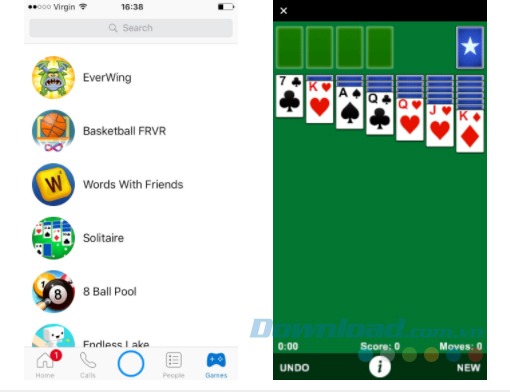 Virgin 16:38
Search
EverWing
Basketball FRVR
W
Words With Friends
Solitaire
8
8 Ball Pool
Endless Lake
1
Home Calls People Games
×
7 K A Q Q J K
Download.com.vn
0:00 Score: 0 Moves: 0
UNDO i NEW